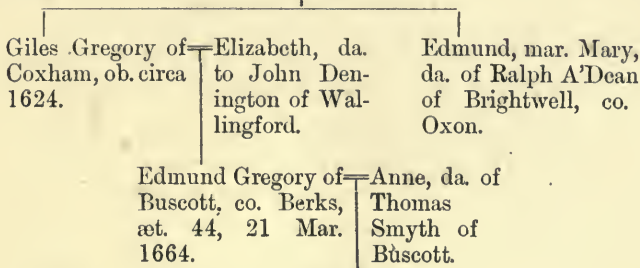 Giles Gregory of
Coxham, ob. circa
1624.
Elizabeth, da.
to John Den-
ington of Wal-
lingford.
Edmund, mar. Mary,
da. of Ralph A'Dean
of Brightwell, co.
Oxon.
Edmund Gregory of
Buscott, co. Berks,
æt. 44, 21 Mar.
1664.
Anne, da. of
Thomas
Smyth of
Buscott.